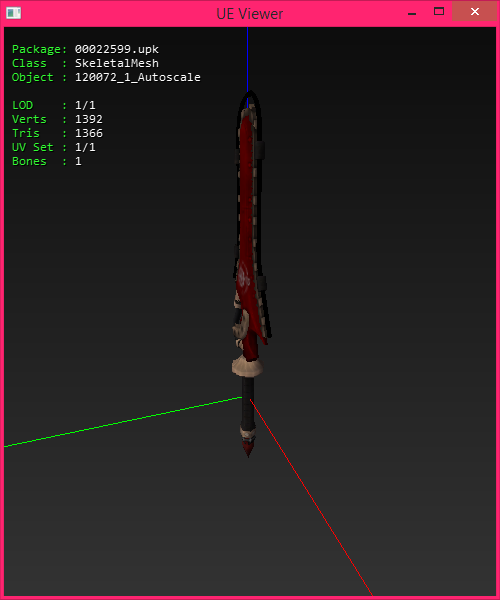 UE Viewer
Package: 00022599.upk
Class : SkeletalMesh
Object : 120072_1_Autoscale
LOD : 1/1
Verts : 1392
Tris : 1366
UV Set : 1/1
Bones : 1